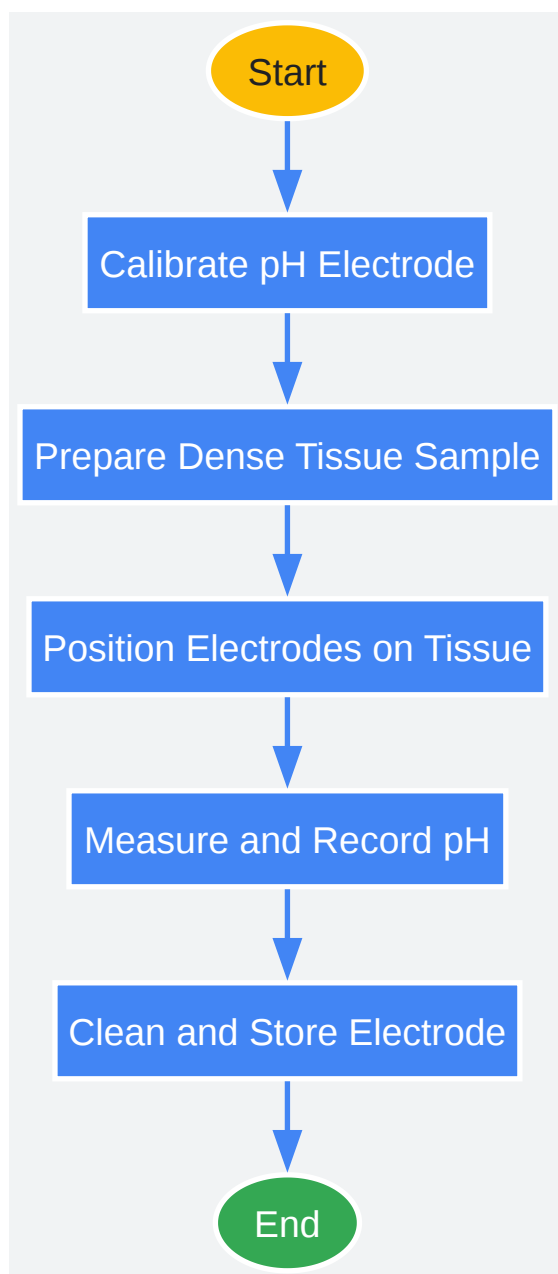 Start
Calibrate pH Electrode
Prepare Dense Tissue Sample
Position Electrodes on Tissue
Measure and Record pH
Clean and Store Electrode
End